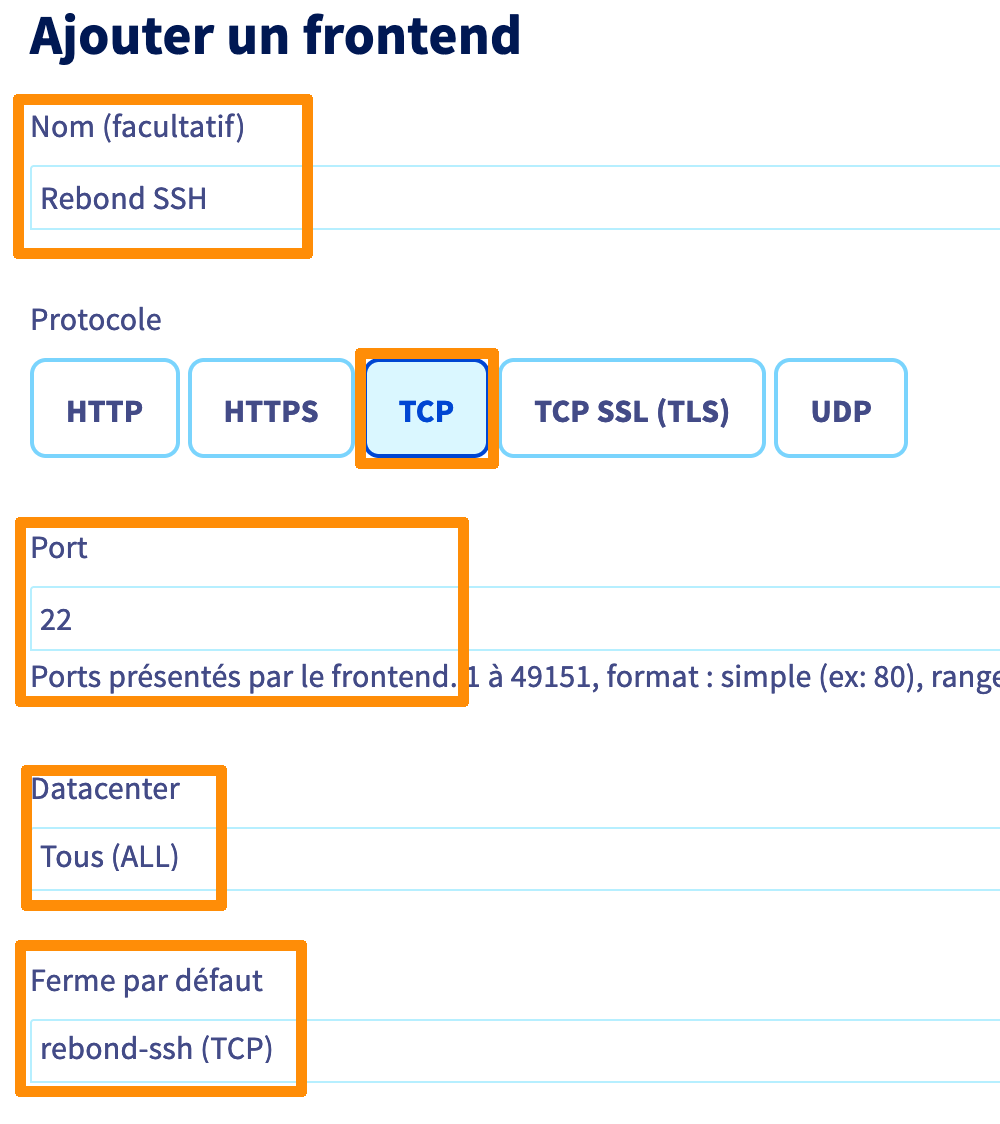 Ajouter un frontend
Nom (facultatif)
Rebond SSH
Protocole
HTTP HTTPS TCP TCP SSL (TLS) UDP
Port
22
Ports présentés par le frontend. 1 à 49151, format : simple (ex: 80), range
Datacenter
Tous (ALL)
Ferme par défaut
rebond-ssh (TCP)